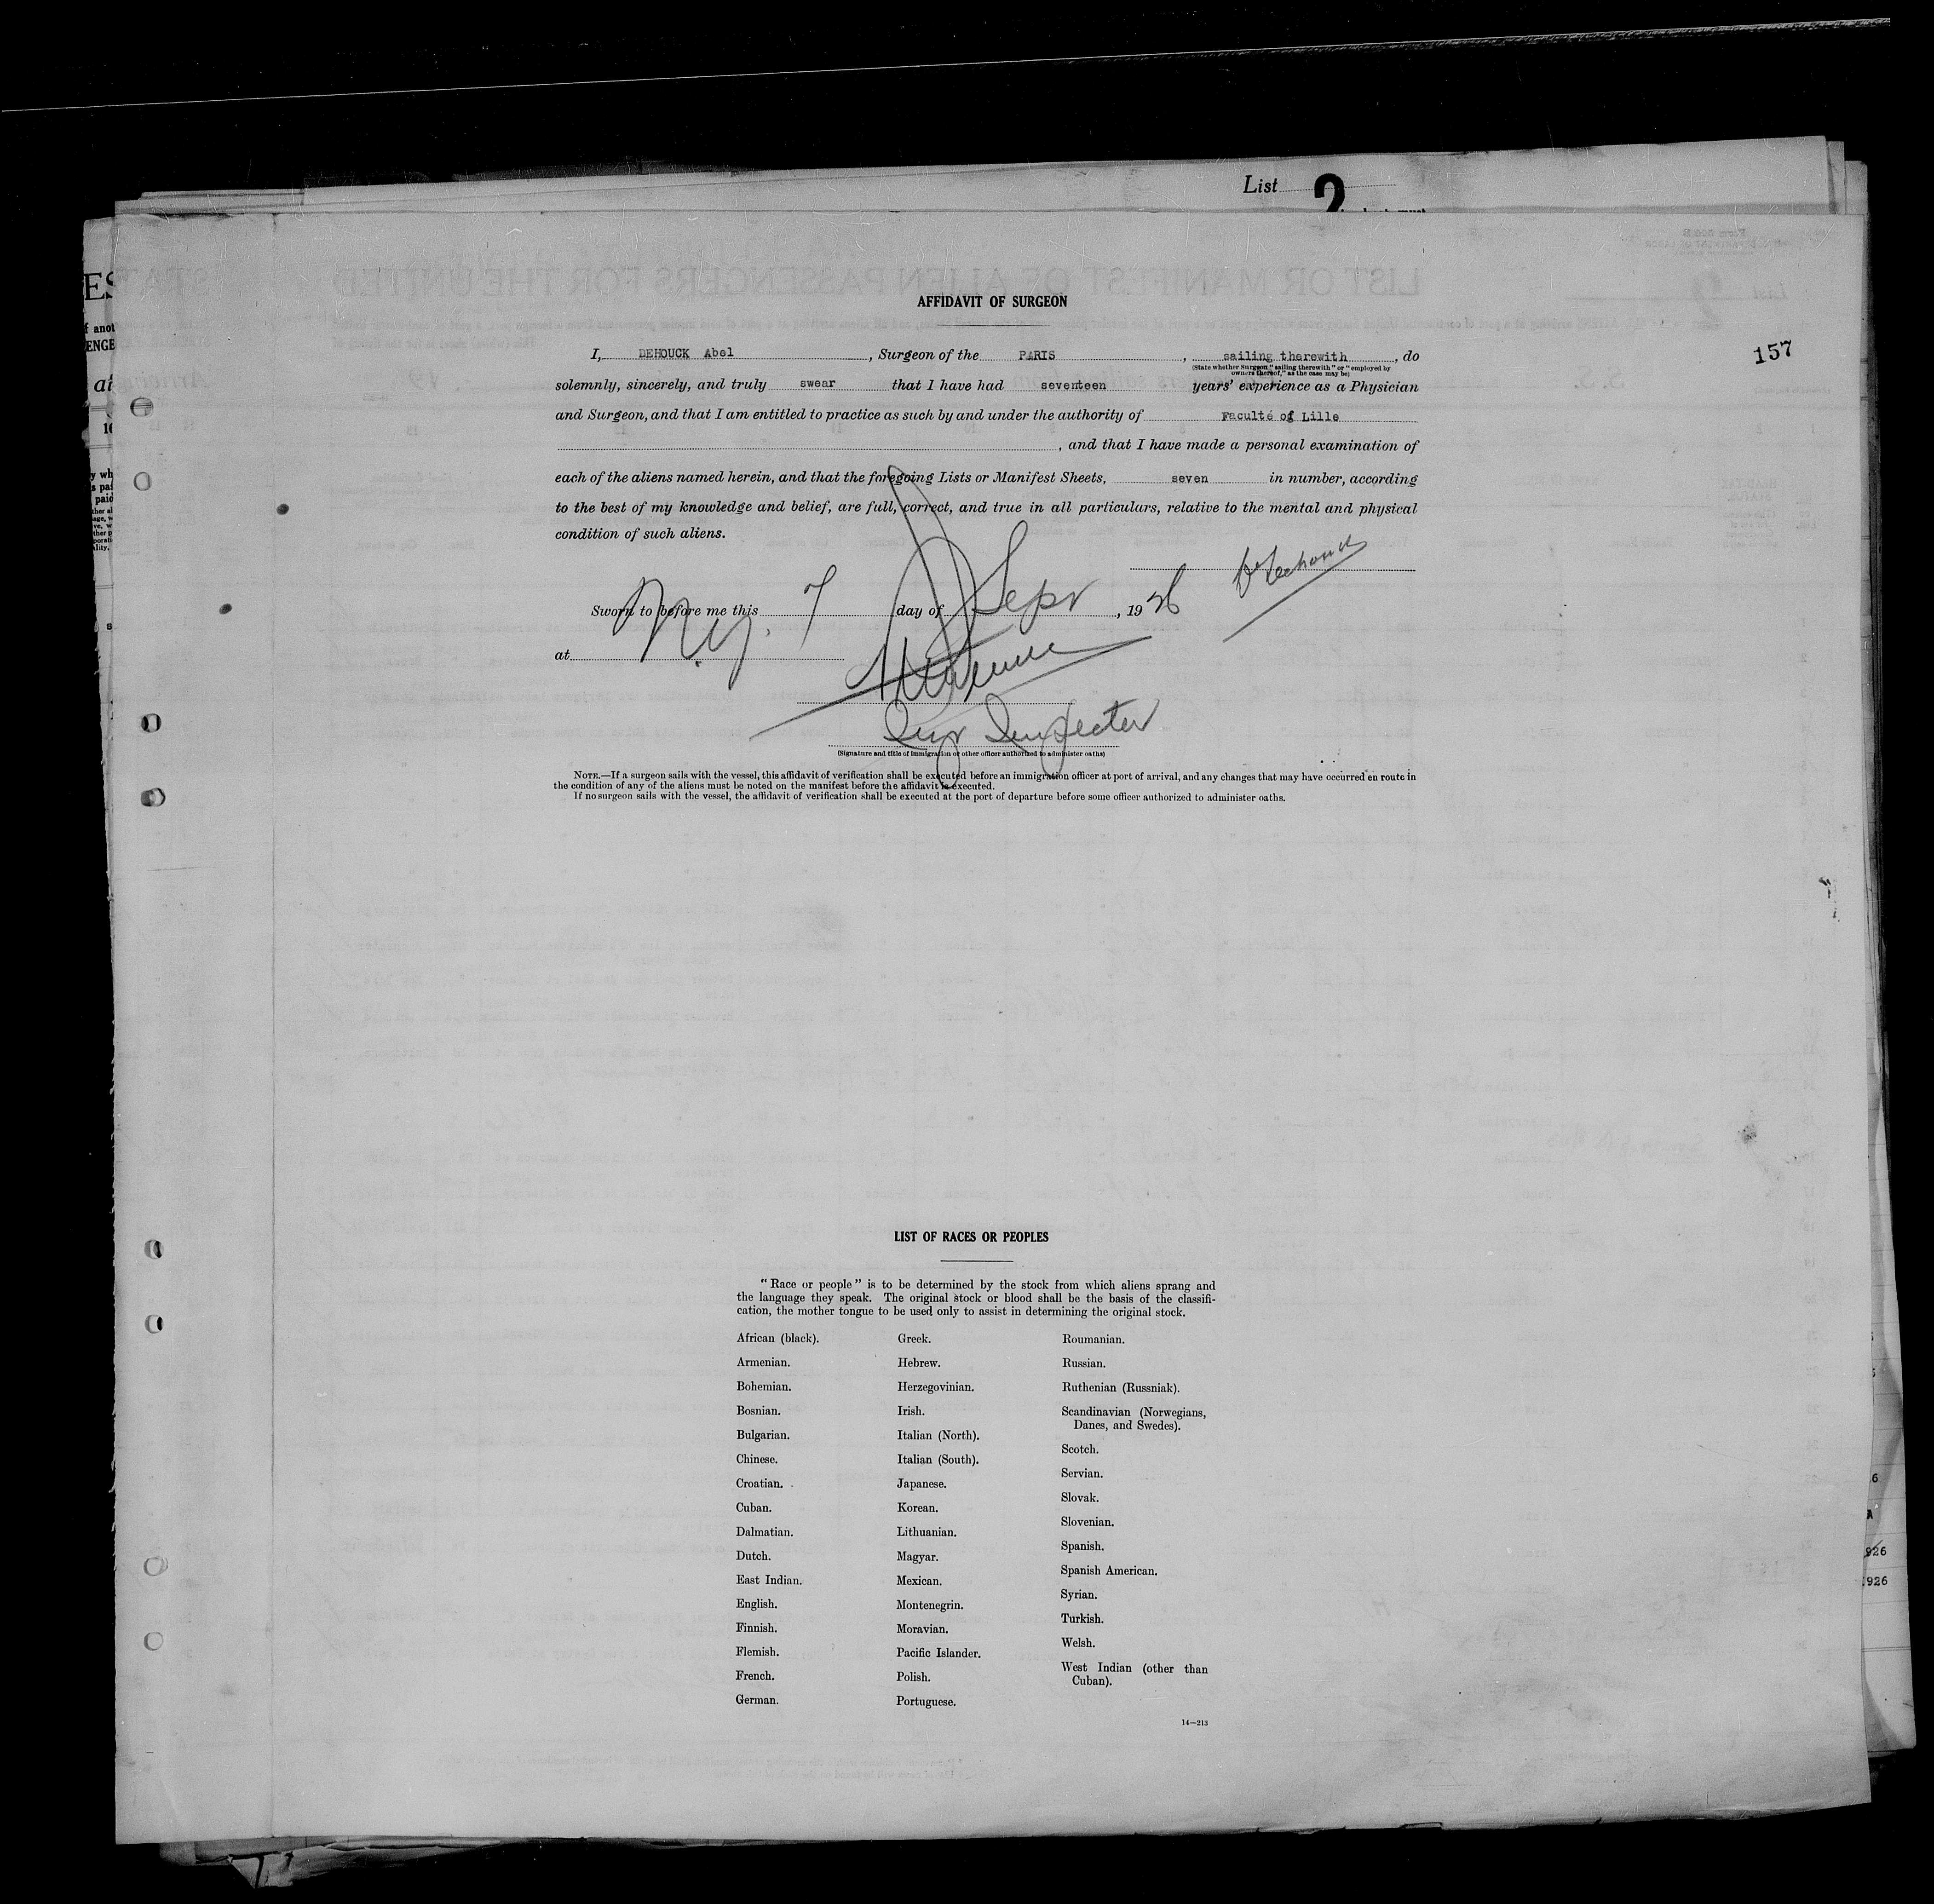 List 2
157
AFFIDAVIT OF SURGEON
I, DEHOUCK Abel, Surgeon of the PARIS, sailing therewith, do
(State whether Surgeon "sailing therewith" or "employed by
owners thereof," as the case may be)
solemnly, sincerely, and truly swear that I have had seventeen years' experience as a Physician
and Surgeon, and that I am entitled to practice as such by and under the authority of Faculté of Lille
, and that I have made a personal examination of
each of the aliens named herein, and that the foregoing Lists or Manifest Sheets, seven in number, according
to the best of my knowledge and belief, are full, correct, and true in all particulars, relative to the mental and physical
condition of such aliens.
Sworn to before me this 7 day of Sepr, 1926
at N.Y.
Inspector
(Signature and title of immigration or other officer authorized to administer oaths)
NOTE.—If a surgeon sails with the vessel, this affidavit of verification shall be executed before an immigration officer at port of arrival, and any changes that may have occurred en route in
the condition of any of the aliens must be noted on the manifest before the affidavit is executed.
If no surgeon sails with the vessel, the affidavit of verification shall be executed at the port of departure before some officer authorized to administer oaths.
LIST OF RACES OR PEOPLES
"Race or people" is to be determined by the stock from which aliens sprang and
the language they speak. The original stock or blood shall be the basis of the classifi-
cation, the mother tongue to be used only to assist in determining the original stock.
African (black).
Armenian.
Bohemian.
Bosnian.
Bulgarian.
Chinese.
Croatian.
Cuban.
Dalmatian.
Dutch.
East Indian.
English.
Finnish.
Flemish.
French.
German.
Greek.
Hebrew.
Herzegovinian.
Irish.
Italian (North).
Italian (South).
Japanese.
Korean.
Lithuanian.
Magyar.
Mexican.
Montenegrin.
Moravian.
Pacific Islander.
Polish.
Portuguese.
Roumanian.
Russian.
Ruthenian (Russniak).
Scandinavian (Norwegians,
Danes, and Swedes).
Scotch.
Servian.
Slovak.
Slovenian.
Spanish.
Spanish American.
Syrian.
Turkish.
Welsh.
West Indian (other than
Cuban).
14—213